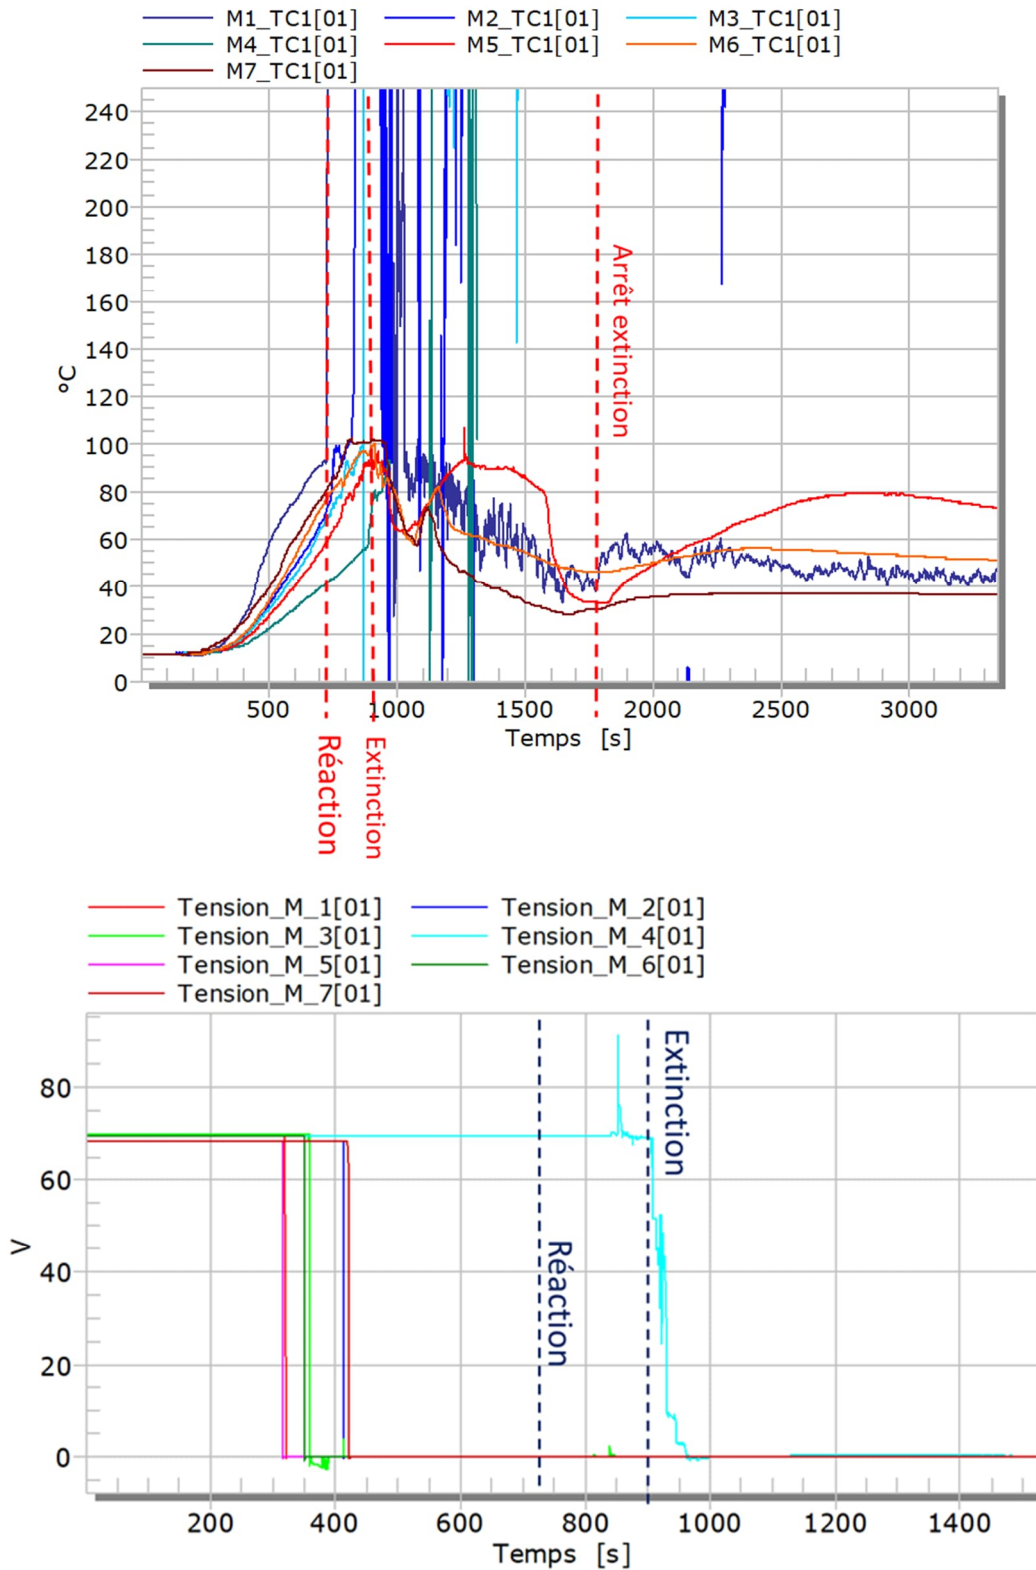 M1_TC1[01] M2_TC1[01] M3_TC1[01]
M4_TC1[01] M5_TC1[01] M6_TC1[01]
M7_TC1[01]
240
220
200
180
160
140
120
100
80
60
40
20
0
°C
Arrêt extinction
500 1000 1500 2000 2500 3000
Temps [s]
Réaction
Extinction
Tension_M_1[01] Tension_M_2[01]
Tension_M_3[01] Tension_M_4[01]
Tension_M_5[01] Tension_M_6[01]
Tension_M_7[01]
80
60
40
20
0
V
Extinction
Réaction
200 400 600 800 1000 1200 1400
Temps [s]